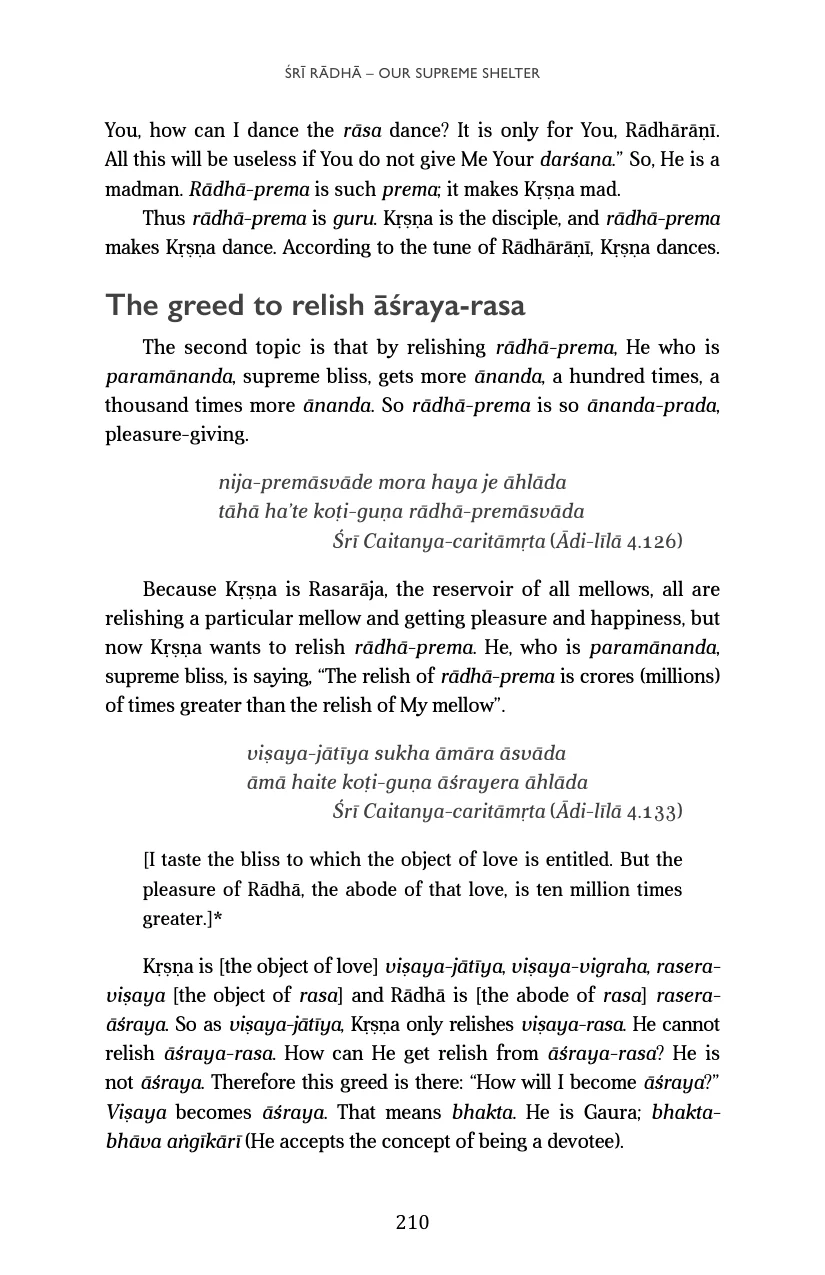 ŚRĪ RĀDHĀ – OUR SUPREME SHELTER
You, how can I dance the rāsa dance? It is only for You, Rādhārāṇī.
All this will be useless if You do not give Me Your darśana.” So, He is a
madman. Rādhā-prema is such prema; it makes Kṛṣṇa mad.
Thus rādhā-prema is guru. Kṛṣṇa is the disciple, and rādhā-prema
makes Kṛṣṇa dance. According to the tune of Rādhārāṇī, Kṛṣṇa dances.
The greed to relish āśraya-rasa
The second topic is that by relishing rādhā-prema, He who is
paramānanda, supreme bliss, gets more ānanda, a hundred times, a
thousand times more ānanda. So rādhā-prema is so ānanda-prada,
pleasure-giving.
nija-premāsvāde mora haya je āhlāda
tāhā ha’te koṭi-guṇa rādhā-premāsvāda
Śrī Caitanya-caritāmṛta (Ādi-līlā 4.126)
Because Kṛṣṇa is Rasarāja, the reservoir of all mellows, all are
relishing a particular mellow and getting pleasure and happiness, but
now Kṛṣṇa wants to relish rādhā-prema. He, who is paramānanda,
supreme bliss, is saying, “The relish of rādhā-prema is crores (millions)
of times greater than the relish of My mellow”.
viṣaya-jātīya sukha āmāra āsvāda
āmā haite koṭi-guṇa āśrayera āhlāda
Śrī Caitanya-caritāmṛta (Ādi-līlā 4.133)
[I taste the bliss to which the object of love is entitled. But the
pleasure of Rādhā, the abode of that love, is ten million times
greater.]*
Kṛṣṇa is [the object of love] viṣaya-jātīya, viṣaya-vigraha, rasera-
viṣaya [the object of rasa] and Rādhā is [the abode of rasa] rasera-
āśraya. So as viṣaya-jātīya, Kṛṣṇa only relishes viṣaya-rasa. He cannot
relish āśraya-rasa. How can He get relish from āśraya-rasa? He is
not āśraya. Therefore this greed is there: “How will I become āśraya?”
Viṣaya becomes āśraya. That means bhakta. He is Gaura; bhakta-
bhāva aṅgīkārī (He accepts the concept of being a devotee).
210